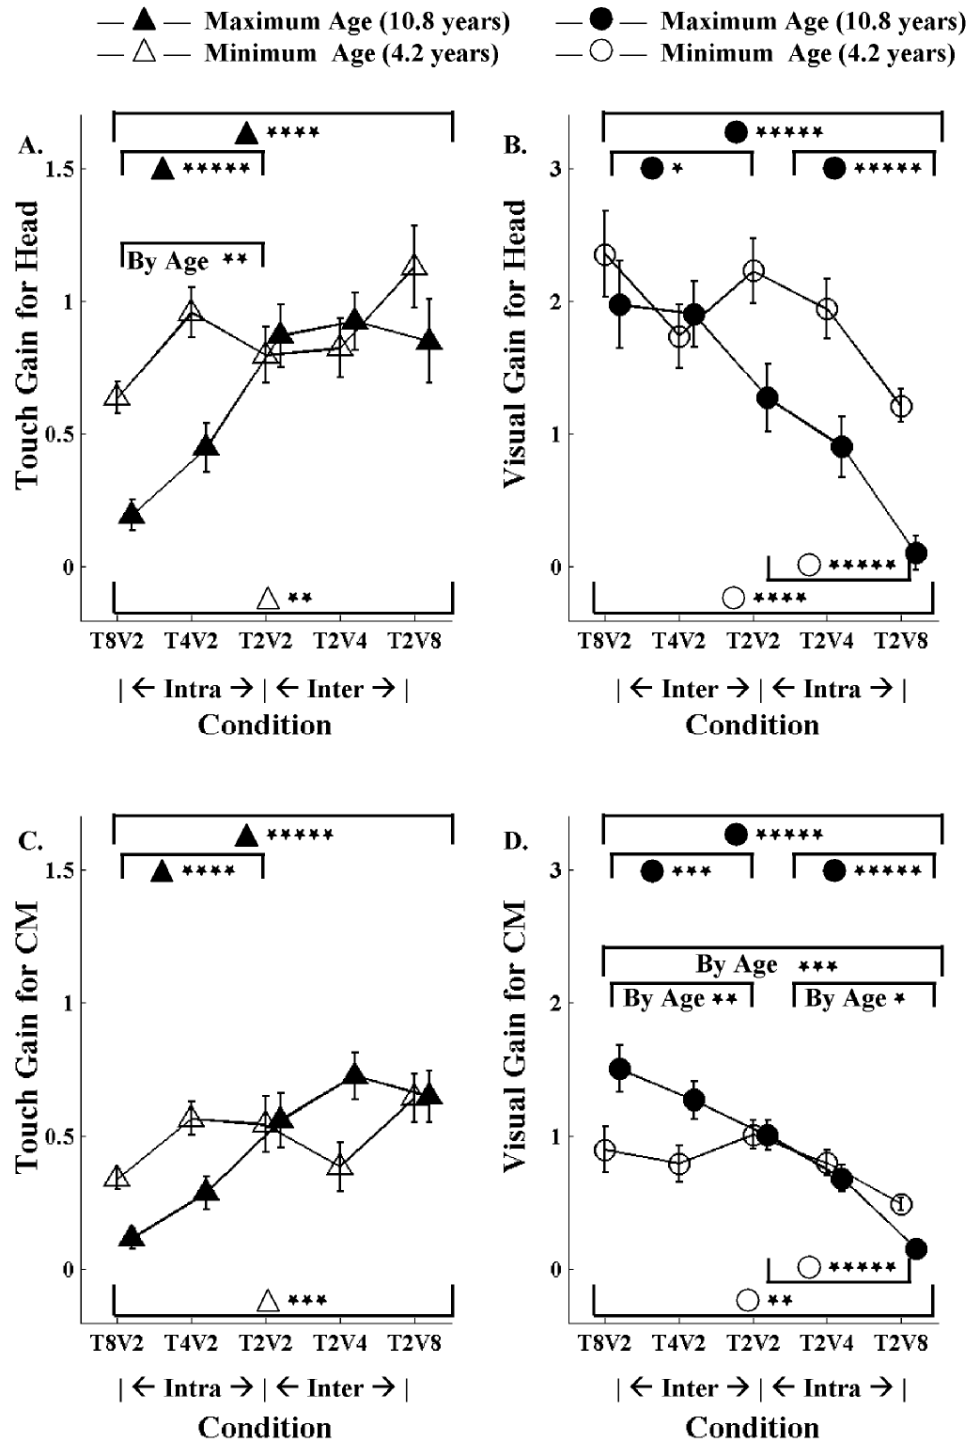 Maximum Age (10.8 years)
Minimum Age (4.2 years)
Maximum Age (10.8 years)
Minimum Age (4.2 years)
A.
Touch Gain for Head
1.5
1
0.5
0
★★★★
★★★★★
By Age ★★
★★
T8V2 T4V2 T2V2 T2V4 T2V8
| ← Intra → | ← Inter → |
Condition
B.
Visual Gain for Head
3
2
1
0
★★★★★
★ ★★★★★
★★★★★
★★★★
T8V2 T4V2 T2V2 T2V4 T2V8
| ← Inter → | ← Intra → |
Condition
C.
Touch Gain for CM
1.5
1
0.5
0
★★★★★
★★★★
★★★
T8V2 T4V2 T2V2 T2V4 T2V8
| ← Intra → | ← Inter → |
Condition
D.
Visual Gain for CM
3
2
1
0
★★★★★
★★★ ★★★★★
By Age ★★★
By Age ★★ By Age ★
★★★★★
★★
T8V2 T4V2 T2V2 T2V4 T2V8
| ← Inter → | ← Intra → |
Condition